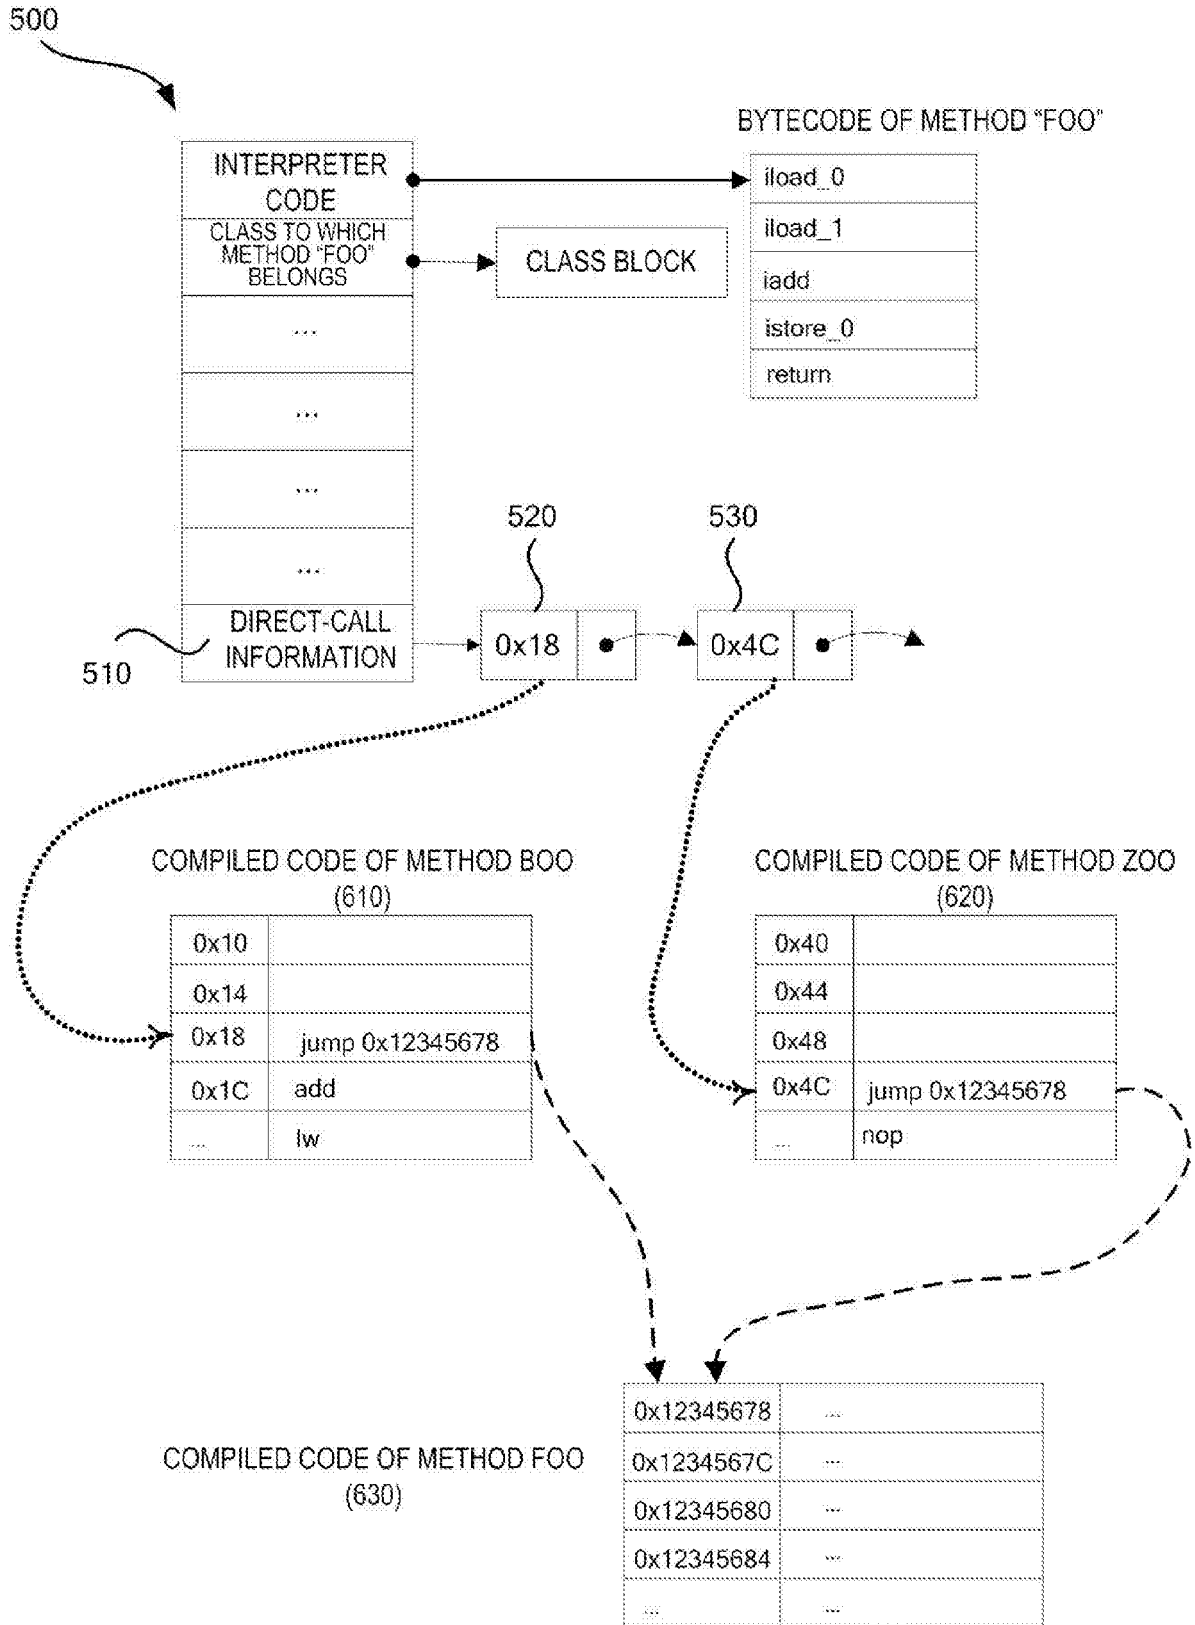 500
BYTECODE OF METHOD "FOO"
INTERPRETER
CODE
iload_0
CLASS TO WHICH
METHOD "FOO"
BELONGS
CLASS BLOCK
iload_1
iadd
istore_0
return
...
...
...
...
520
530
DIRECT-CALL
INFORMATION
0x18
0x4C
510
COMPILED CODE OF METHOD BOO
(610)
0x10
0x14
0x18 jump 0x12345678
0x1C add
... lw
COMPILED CODE OF METHOD ZOO
(620)
0x40
0x44
0x48
0x4C jump 0x12345678
... nop
COMPILED CODE OF METHOD FOO
(630)
0x12345678 ...
0x1234567C ...
0x12345680 ...
0x12345684 ...
... ...